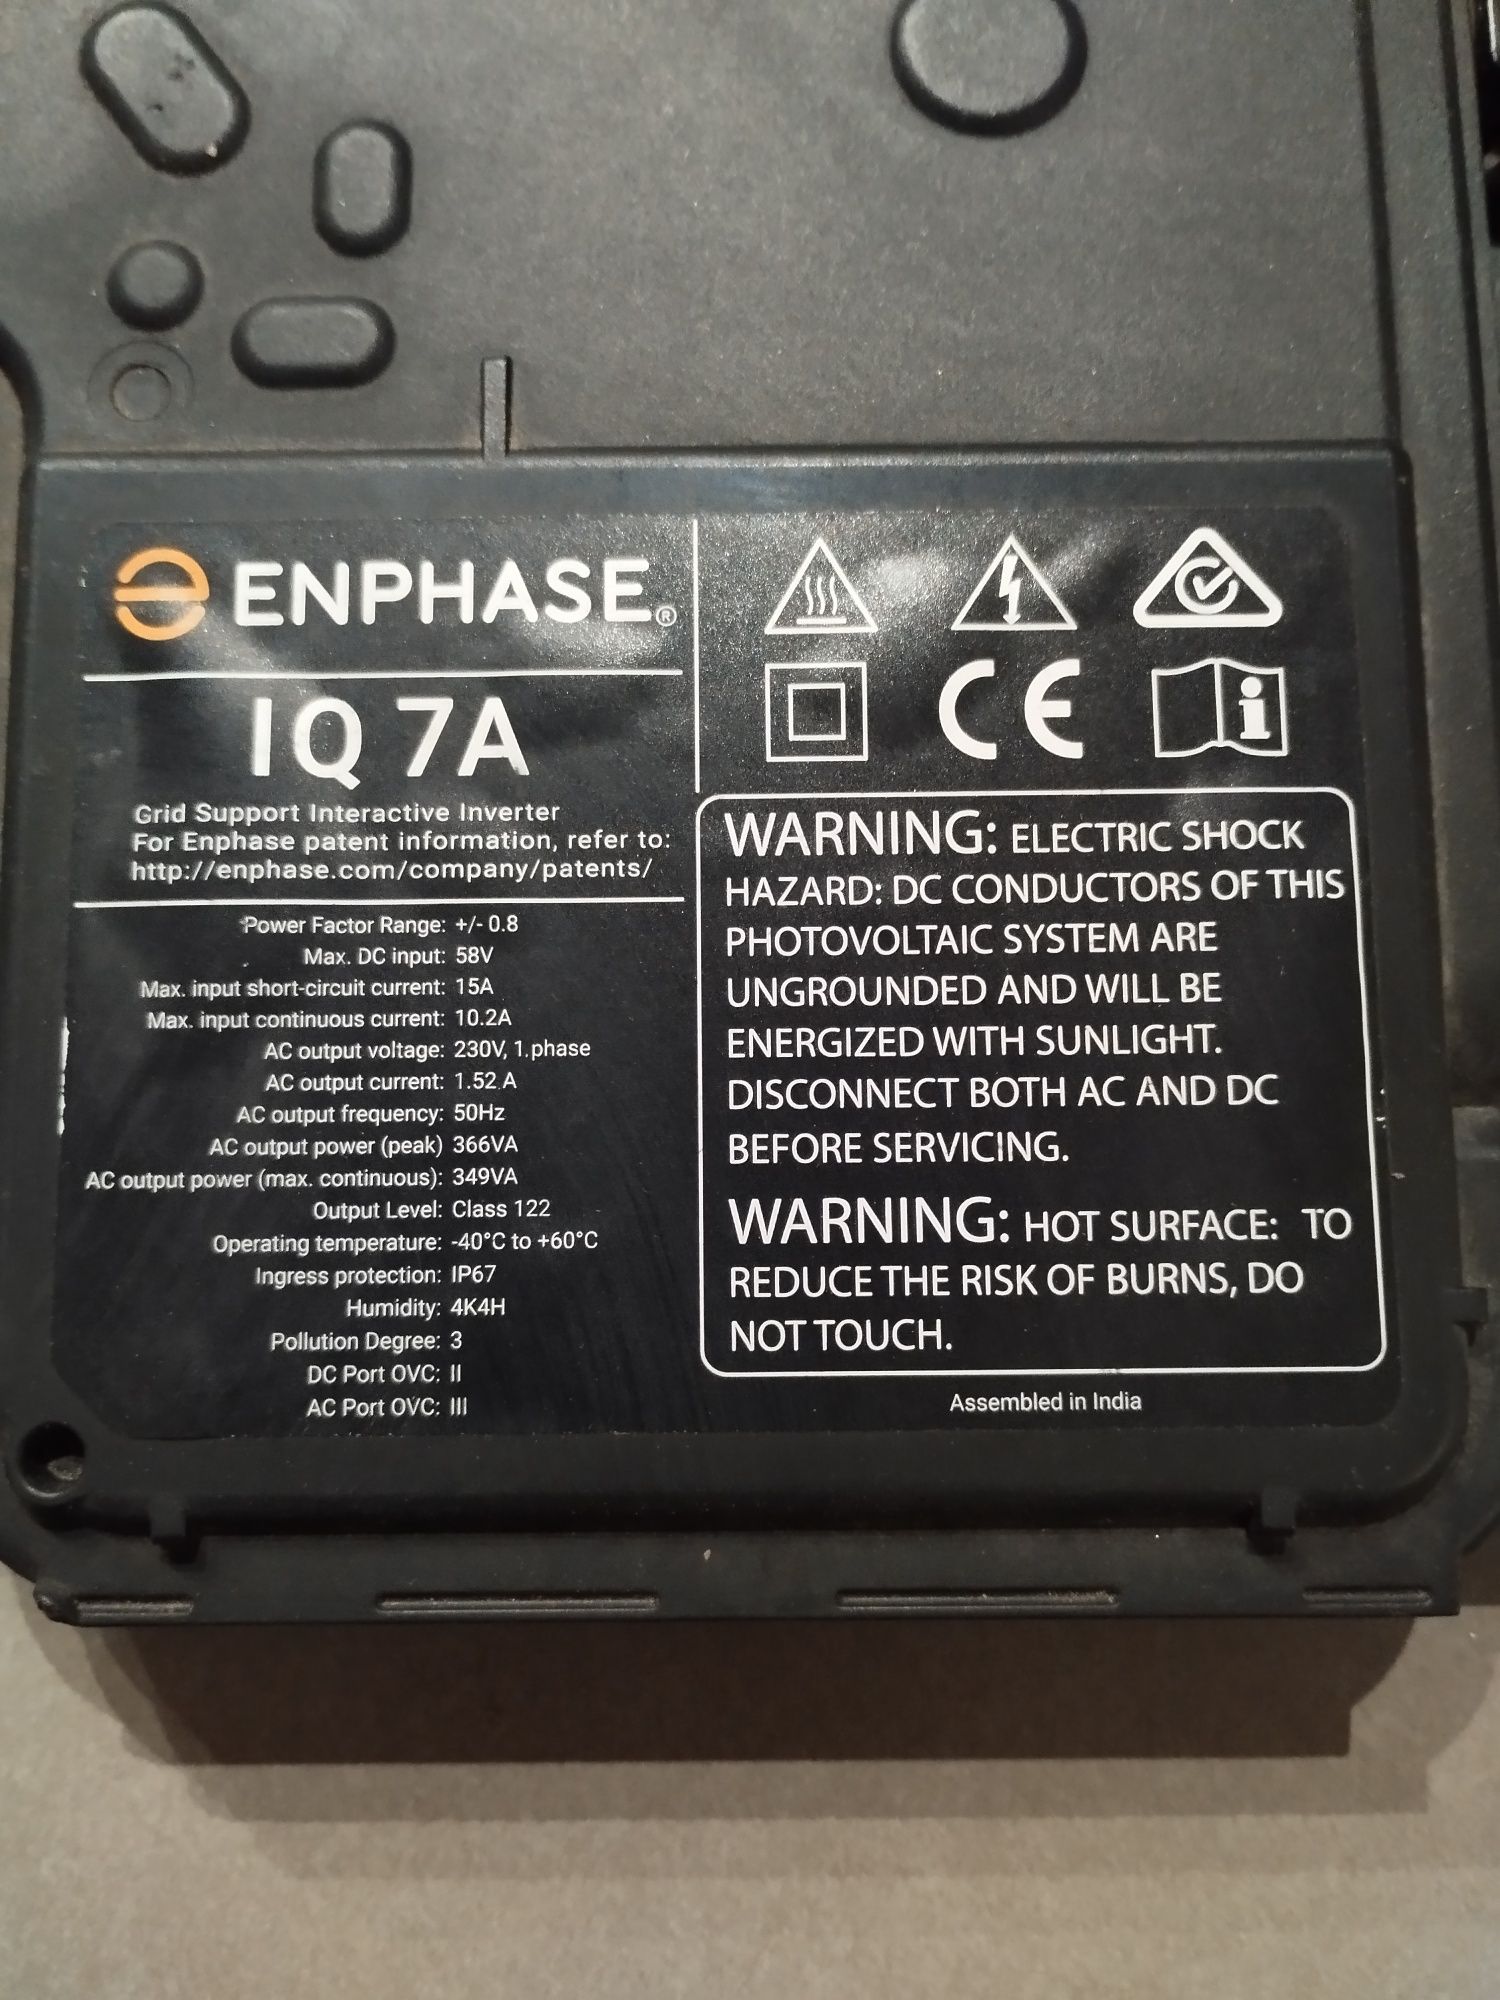 ENPHASE®
IQ 7A
Grid Support Interactive Inverter
For Enphase patent information, refer to:
http://enphase.com/company/patents/
Power Factor Range: +/- 0.8
Max. DC input: 58V
Max. input short-circuit current: 15A
Max. input continuous current: 10.2A
AC output voltage: 230V, 1.phase
AC output current: 1.52 A
AC output frequency: 50Hz
AC output power (peak) 366VA
AC output power (max. continuous): 349VA
Output Level: Class 122
Operating temperature: -40°C to +60°C
Ingress protection: IP67
Humidity: 4K4H
Pollution Degree: 3
DC Port OVC: II
AC Port OVC: III
CE
i
WARNING: ELECTRIC SHOCK
HAZARD: DC CONDUCTORS OF THIS
PHOTOVOLTAIC SYSTEM ARE
UNGROUNDED AND WILL BE
ENERGIZED WITH SUNLIGHT.
DISCONNECT BOTH AC AND DC
BEFORE SERVICING.
WARNING: HOT SURFACE: TO
REDUCE THE RISK OF BURNS, DO
NOT TOUCH.
Assembled in India